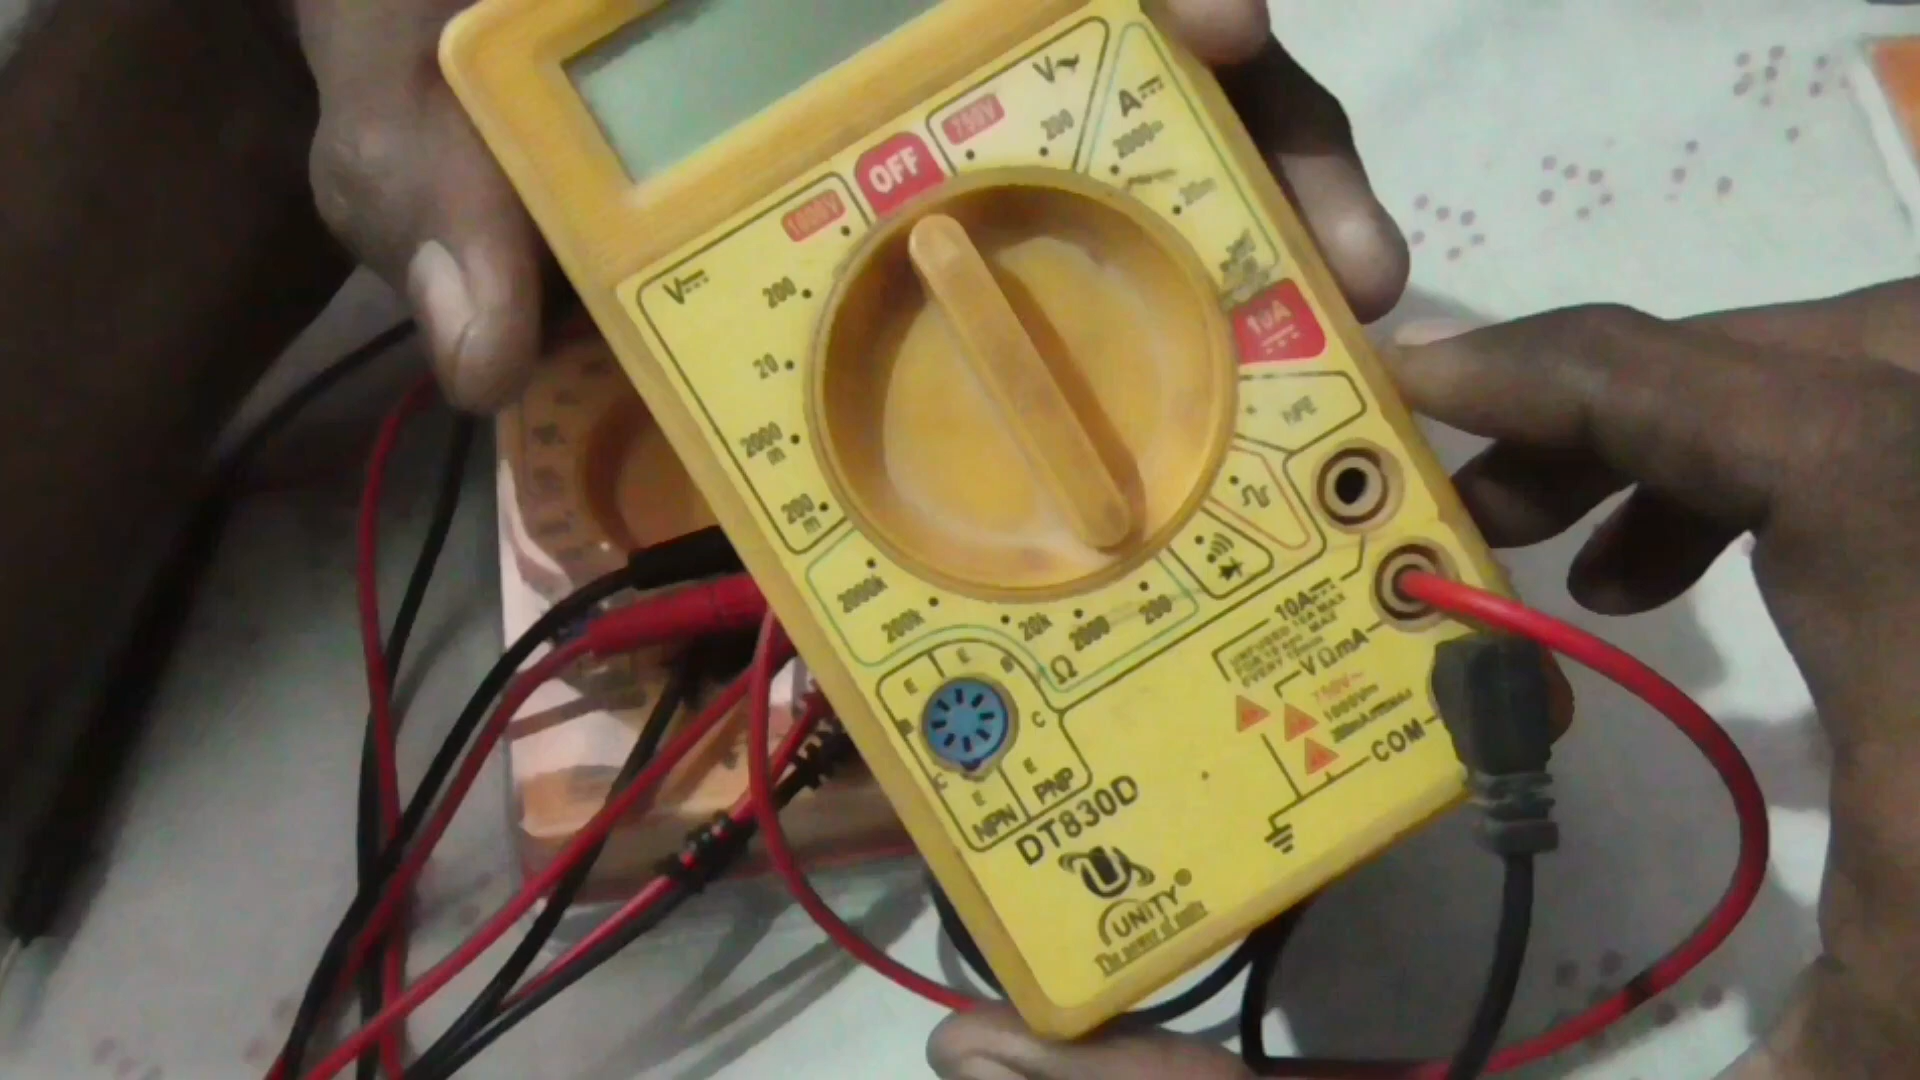 V~
750V
200
OFF
A
2000µ
1000V
V
200
20
2000
m
200
m
10A
hFE
2000k
200k
20k
2000
200
Ω
10A
VΩmA
750V~
COM
E
B
E
C
C
E
E
NPN
PNP
DT830D
UNITY®
The power of unity